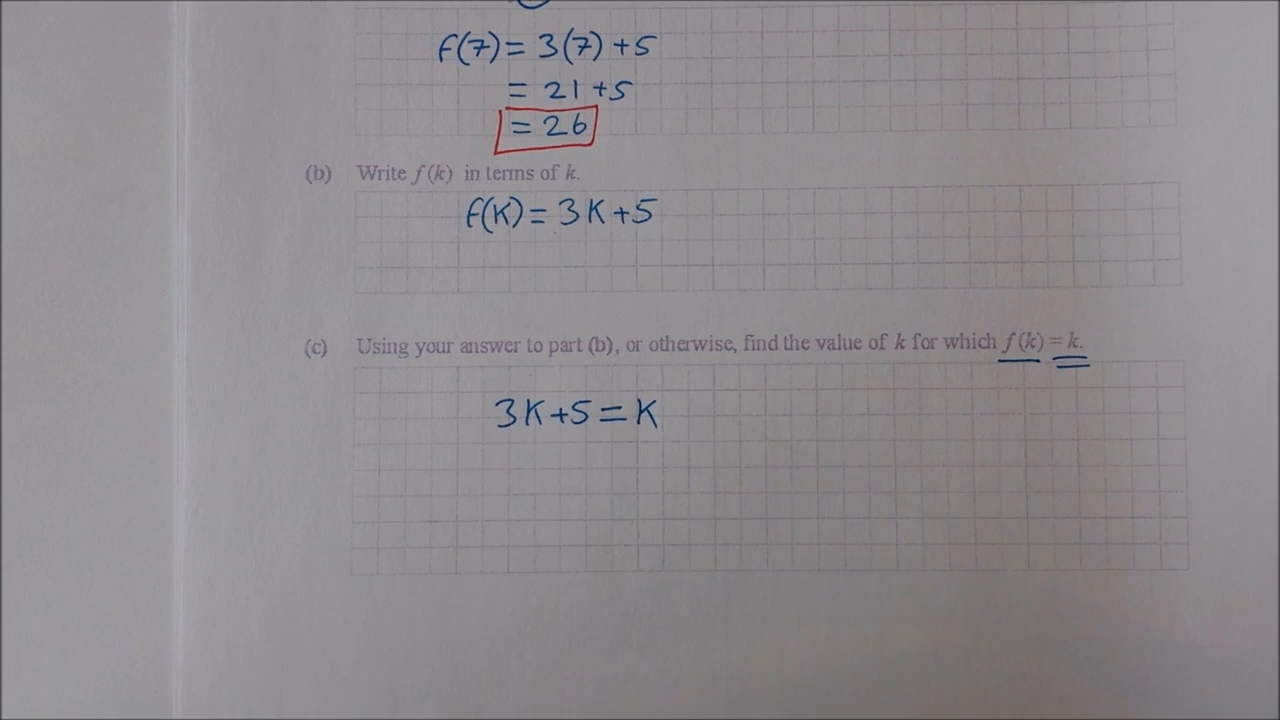 f(7) = 3(7) + 5
= 21 + 5
= 26
(b) Write f(k) in terms of k.
f(K) = 3K + 5
(c) Using your answer to part (b), or otherwise, find the value of k for which f(k) = k.
3K + 5 = K